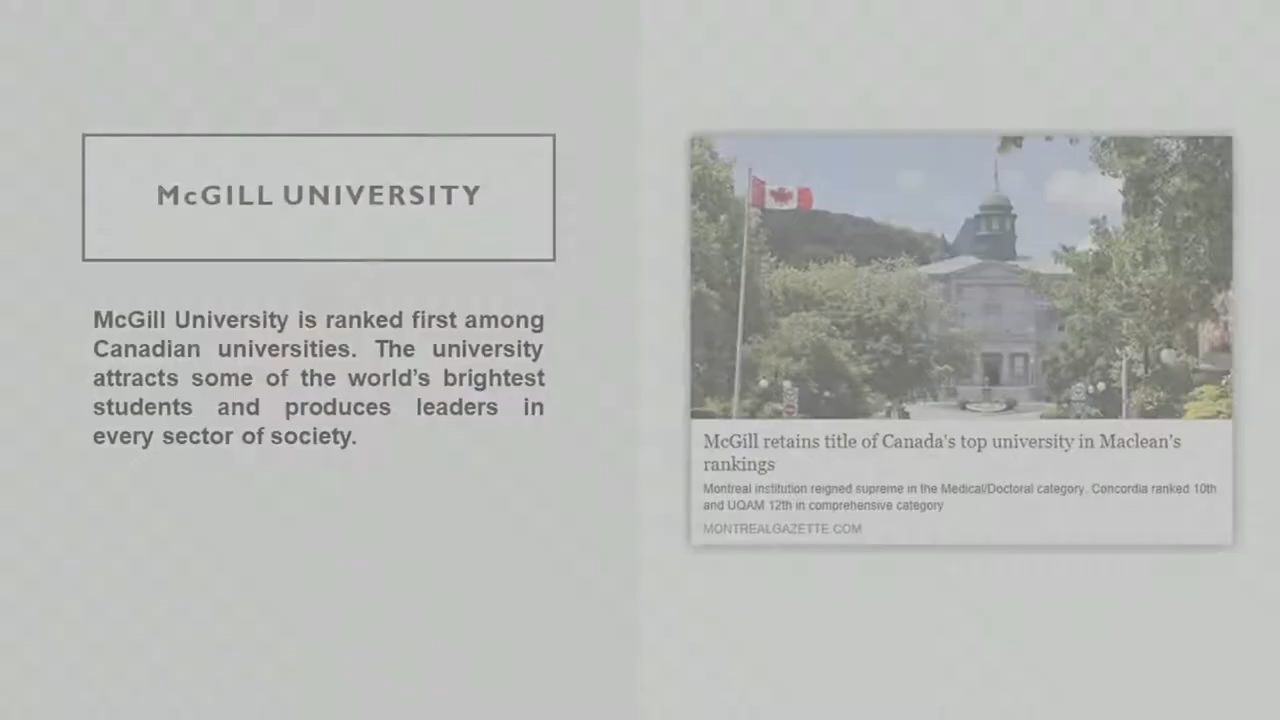 McGILL UNIVERSITY
McGill University is ranked first among
Canadian universities. The university
attracts some of the world’s brightest
students and produces leaders in
every sector of society.
McGill retains title of Canada's top university in Maclean's
rankings
Montreal institution reigned supreme in the Medical/Doctoral category. Concordia ranked 10th
and UQAM 12th in comprehensive category
MONTREALGAZETTE.COM